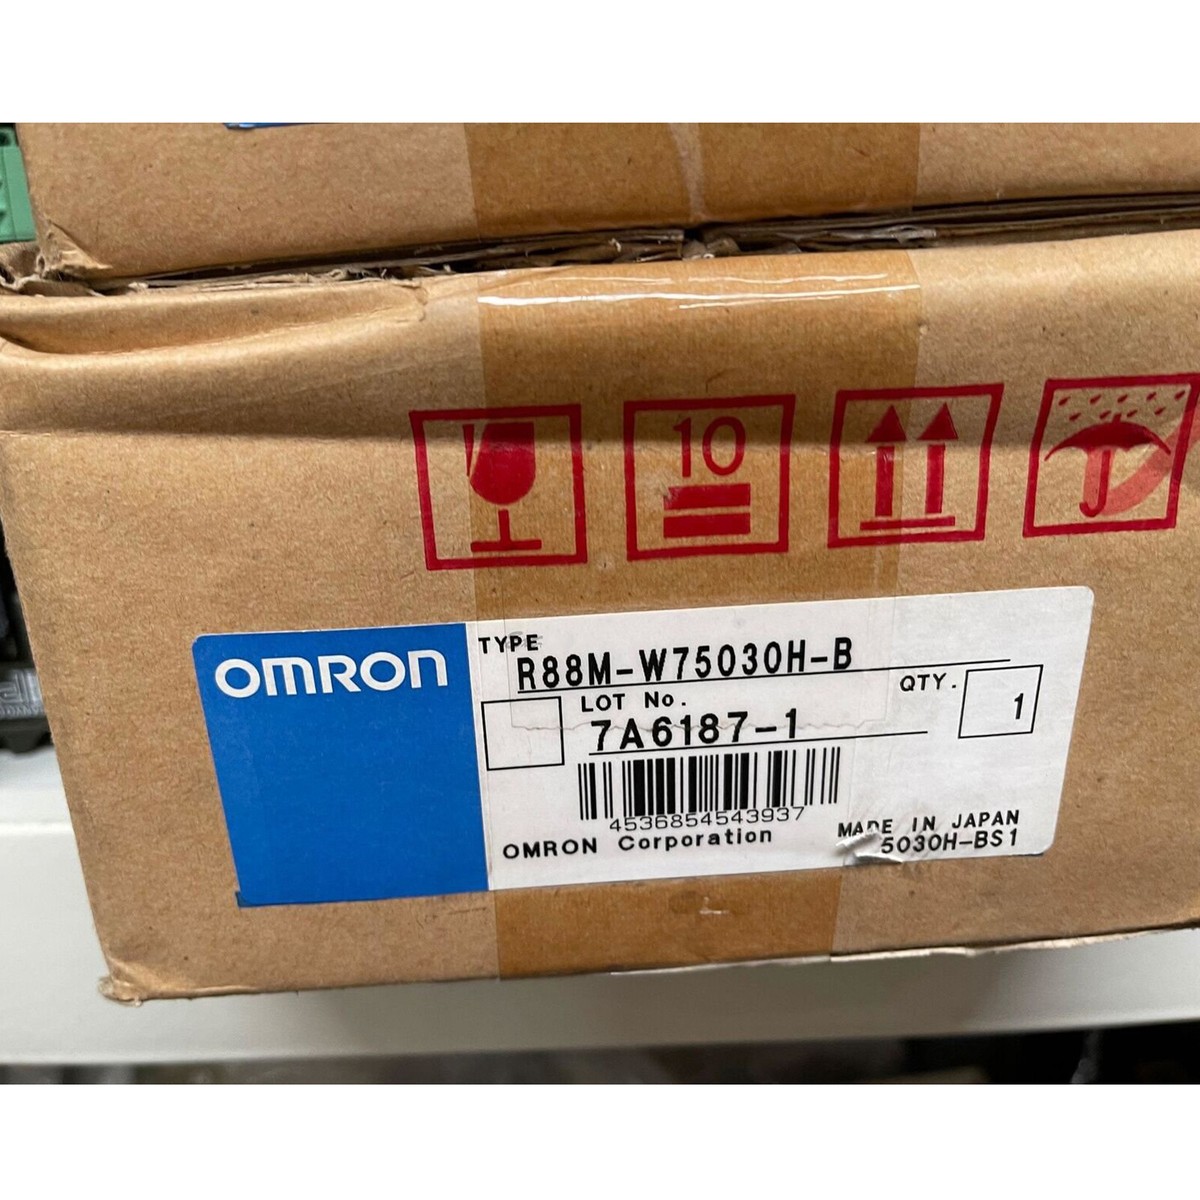 10
OMRON
TYPE
R88M-W75030H-B
LOT No.
7A6187-1
QTY.
1
4536854543937
OMRON Corporation
MADE IN JAPAN
5030H-BS1